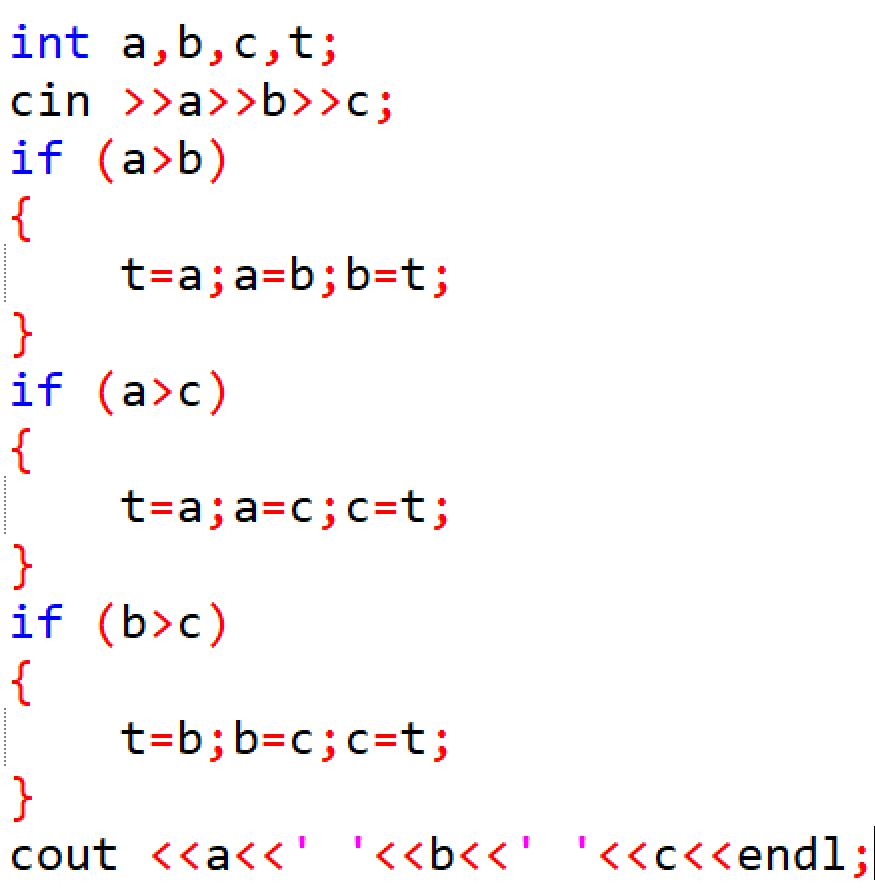 int a,b,c,t;
cin >>a>>b>>c;
if (a>b)
{
    t=a;a=b;b=t;
}
if (a>c)
{
    t=a;a=c;c=t;
}
if (b>c)
{
    t=b;b=c;c=t;
}
cout <<a<<' '<<b<<' '<<c<<endl;